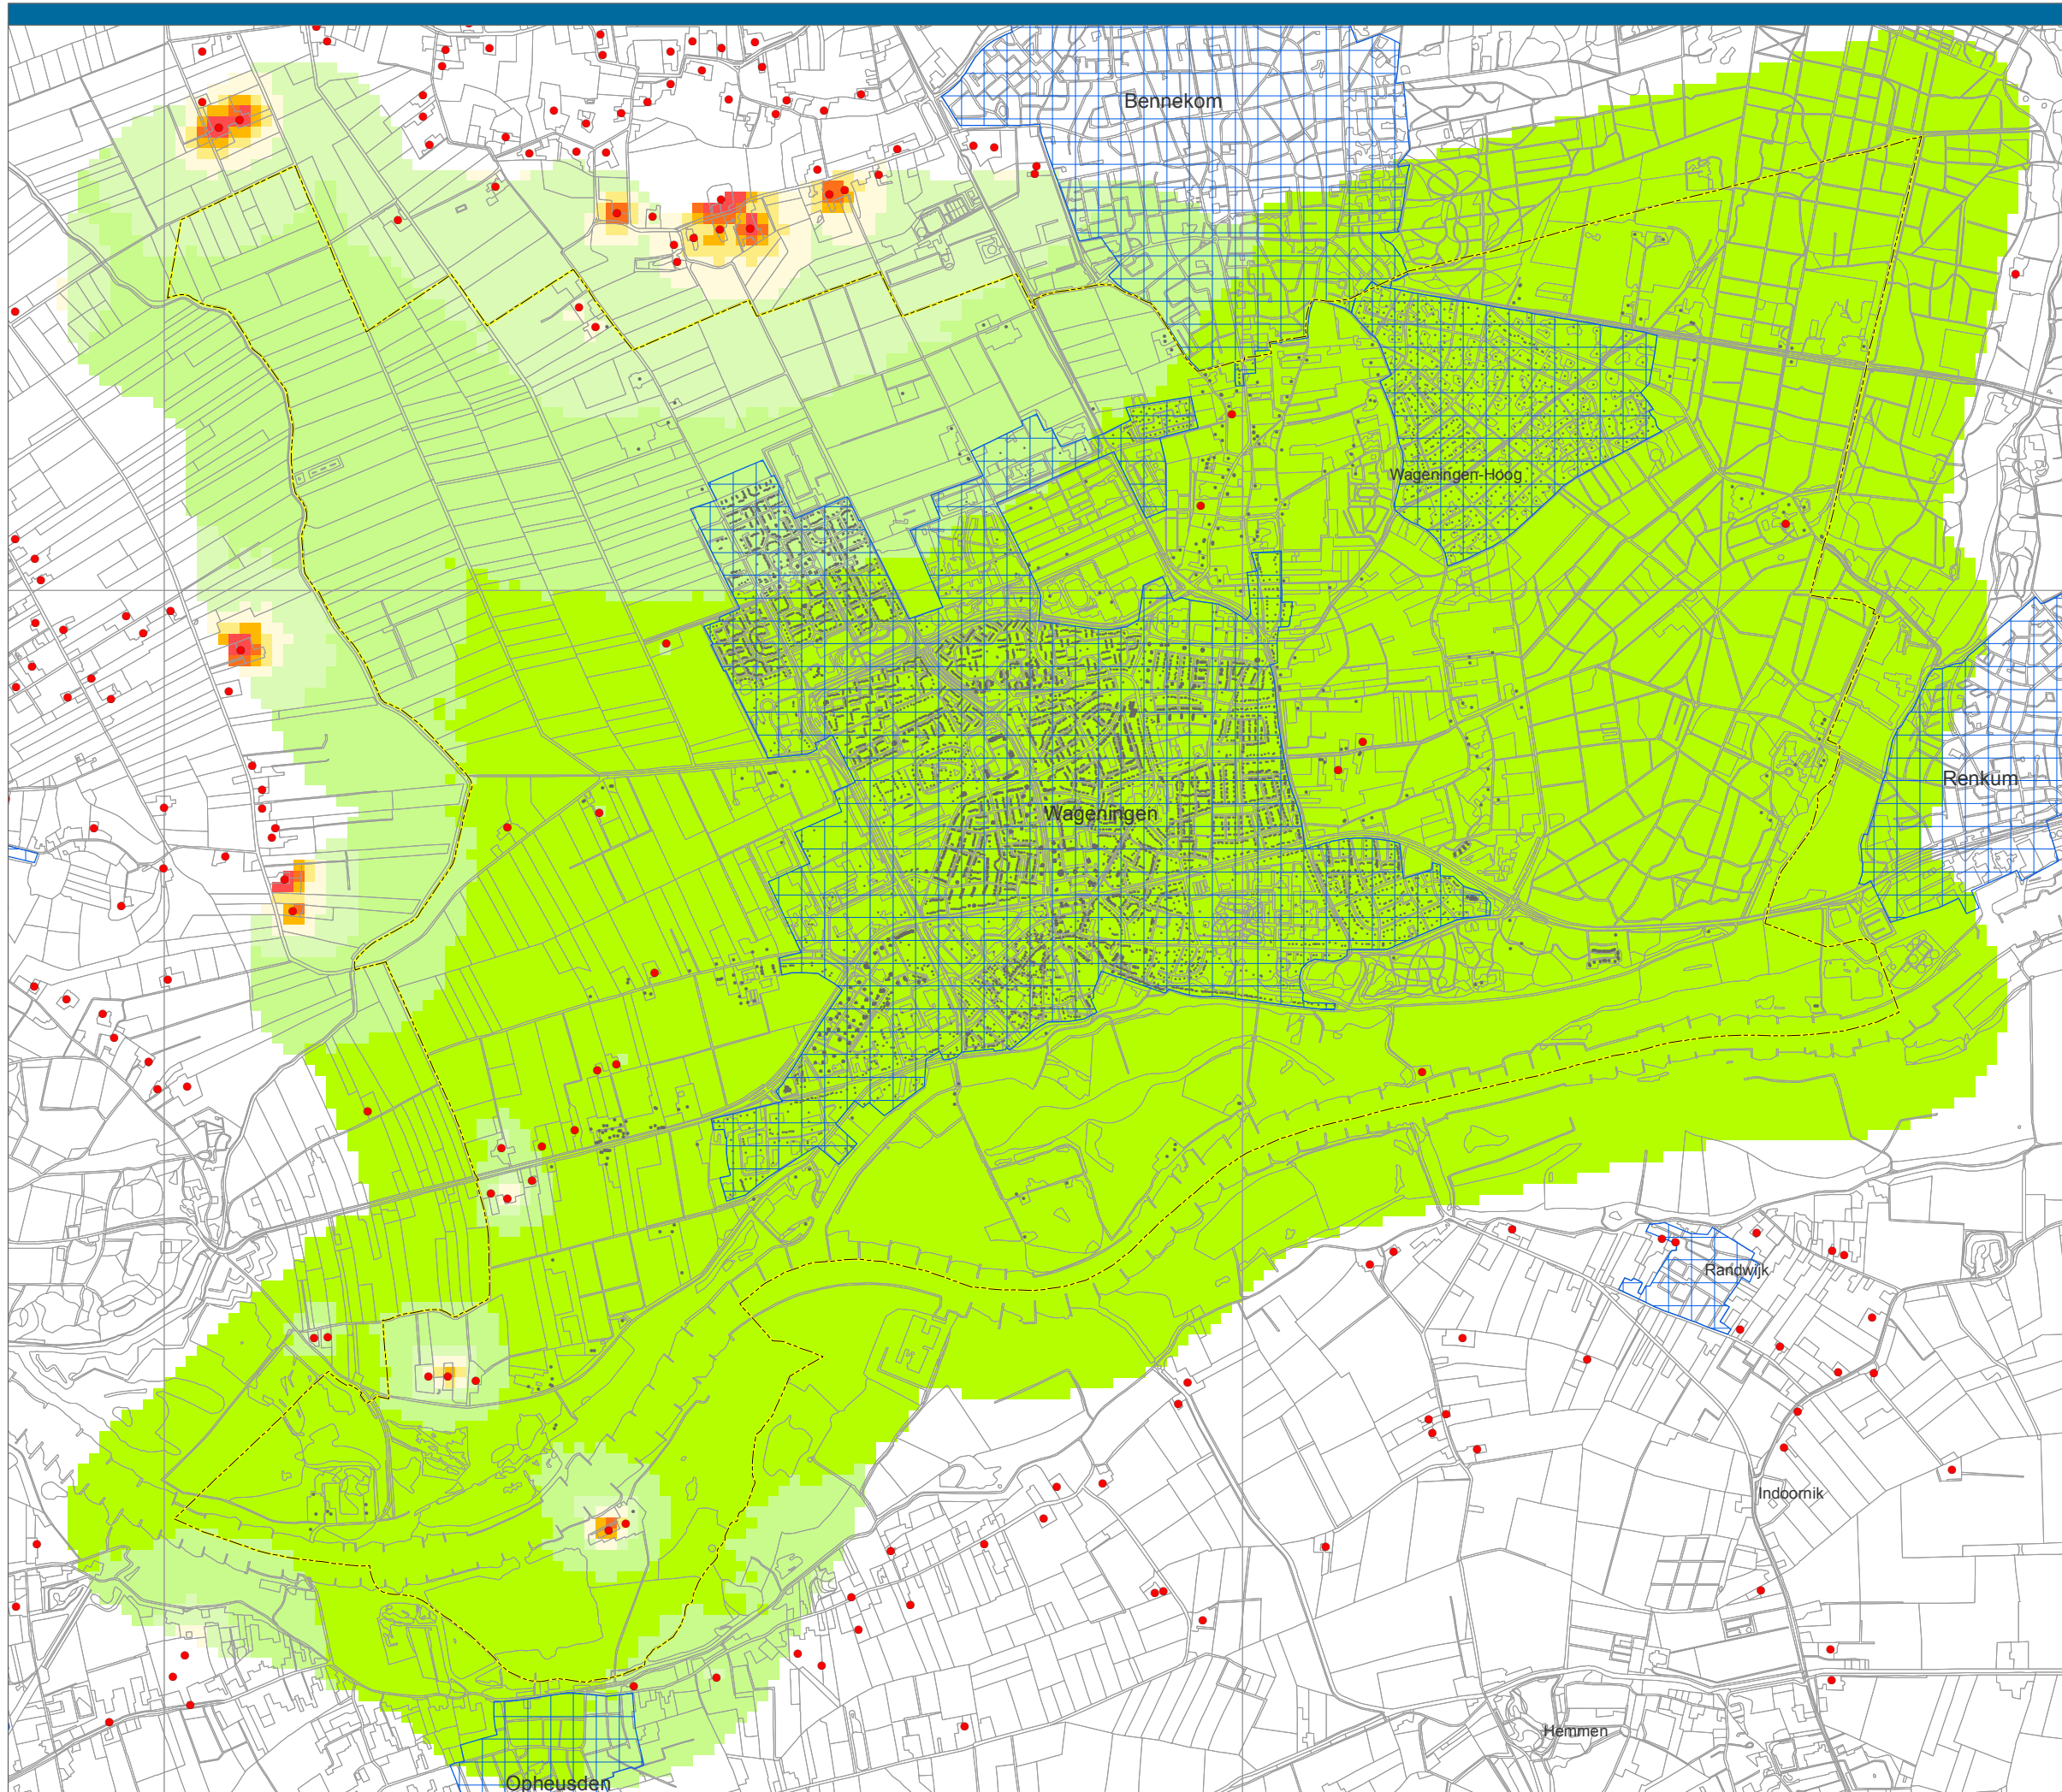 Bennekom
Wageningen-Hoog
Renkum
Wageningen
Randwijk
Indoornik
Hemmen
Opheusden